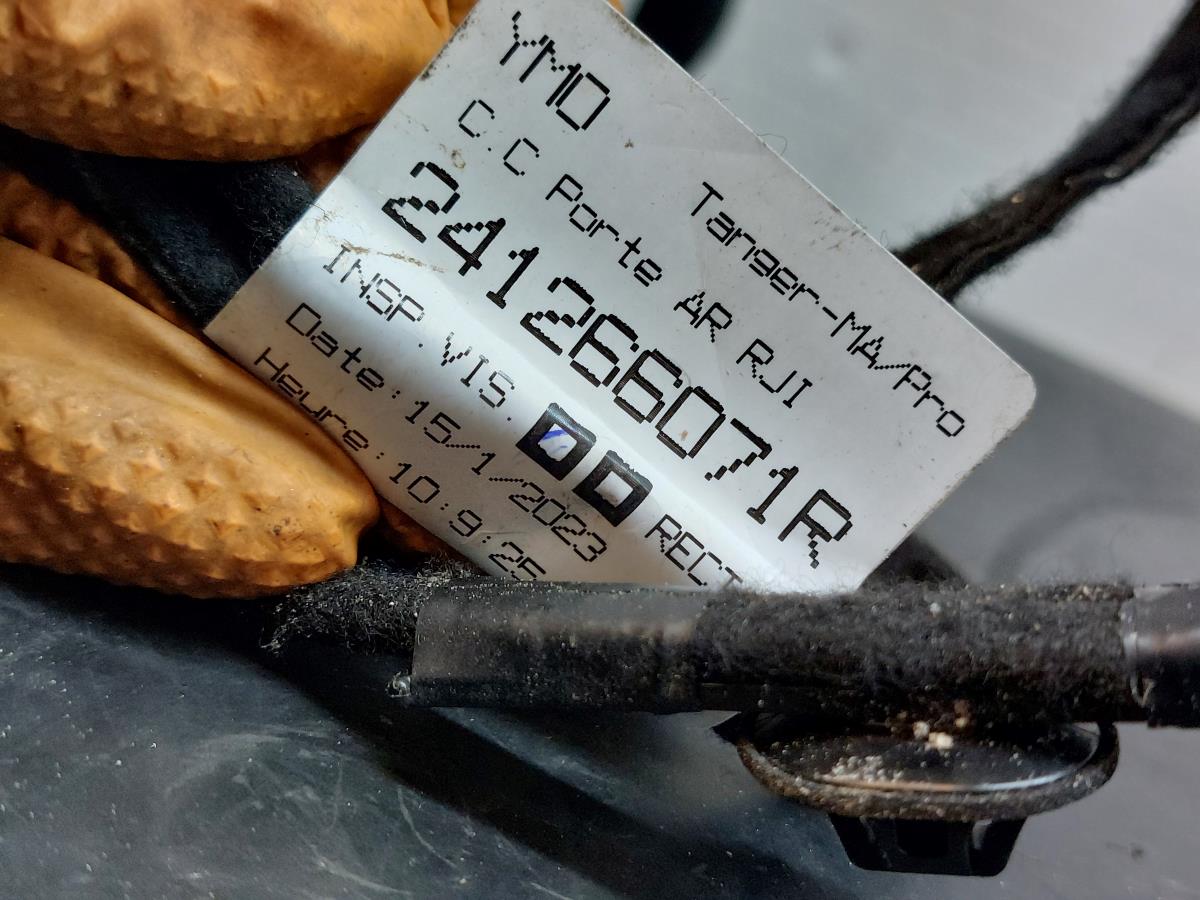 YMO Tanger-MA/Pro
C.C Porte AR RJI
241266071R
INSP.VIS. RECT
Date:15/1/2023
Heure:10:9:25